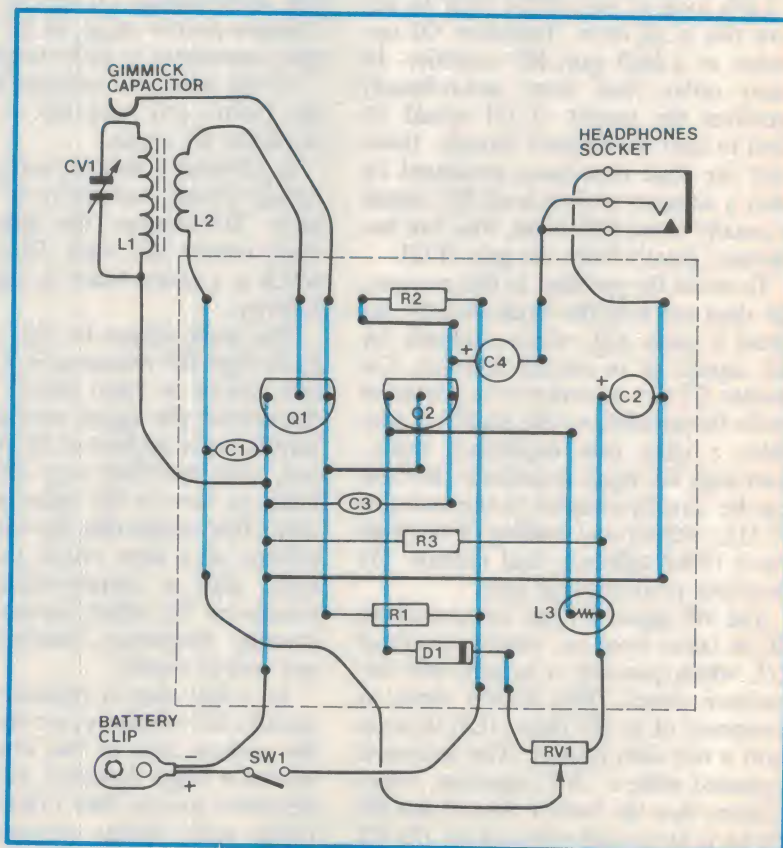 GIMMICK
CAPACITOR
HEADPHONES
SOCKET
CV1
L1
L2
R2
+
C4
+
C2
Q1
Q2
C1
C3
R3
R1
L3
D1
BATTERY
CLIP
–
+
SW1
RV1